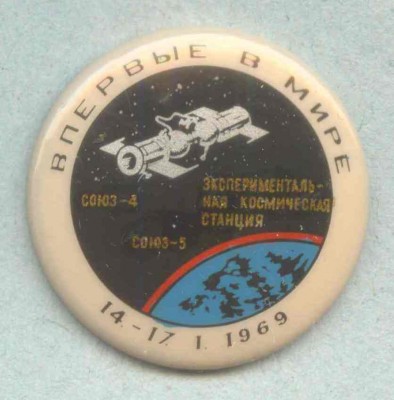 ВПЕРВЫЕ В МИРЕ
СОЮЗ-4
ЭКСПЕРИМЕНТАЛЬ-
НАЯ КОСМИЧЕСКАЯ
СТАНЦИЯ
СОЮЗ-5
14.-17. I. 1969